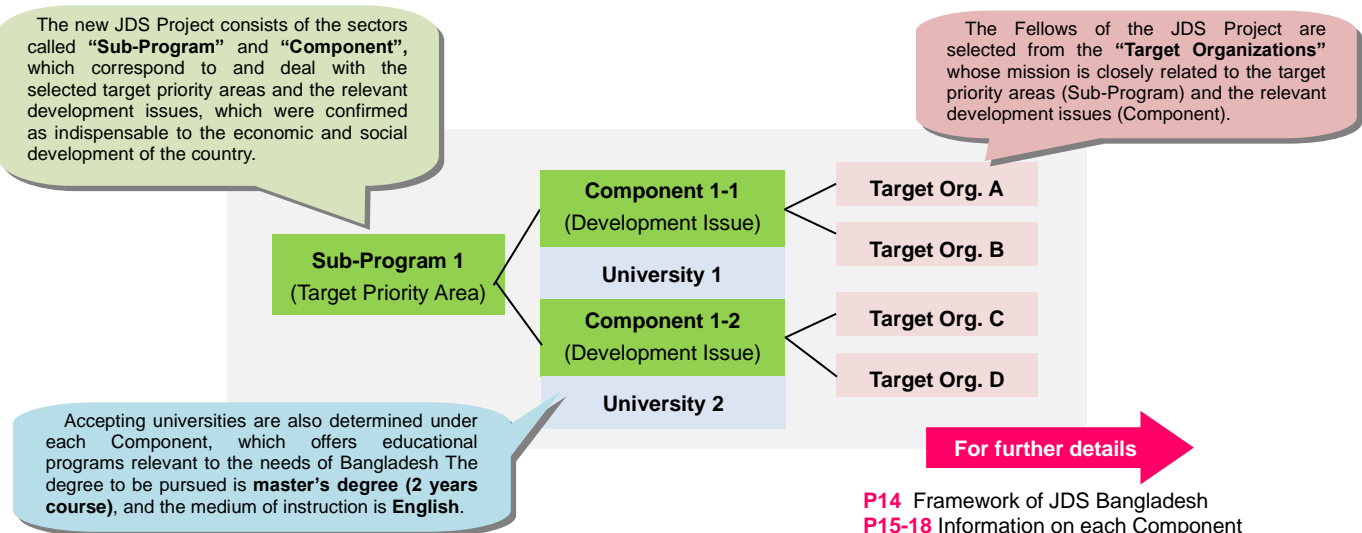 The new JDS Project consists of the sectors
called “Sub-Program” and “Component”,
which correspond to and deal with the
selected target priority areas and the relevant
development issues, which were confirmed
as indispensable to the economic and social
development of the country.
The Fellows of the JDS Project are
selected from the “Target Organizations”
whose mission is closely related to the target
priority areas (Sub-Program) and the relevant
development issues (Component).
Sub-Program 1
(Target Priority Area)
Component 1-1
(Development Issue)
University 1
Component 1-2
(Development Issue)
University 2
Target Org. A
Target Org. B
Target Org. C
Target Org. D
Accepting universities are also determined under
each Component, which offers educational
programs relevant to the needs of Bangladesh The
degree to be pursued is master’s degree (2 years
course), and the medium of instruction is English.
For further details
P14 Framework of JDS Bangladesh
P15-18 Information on each Component